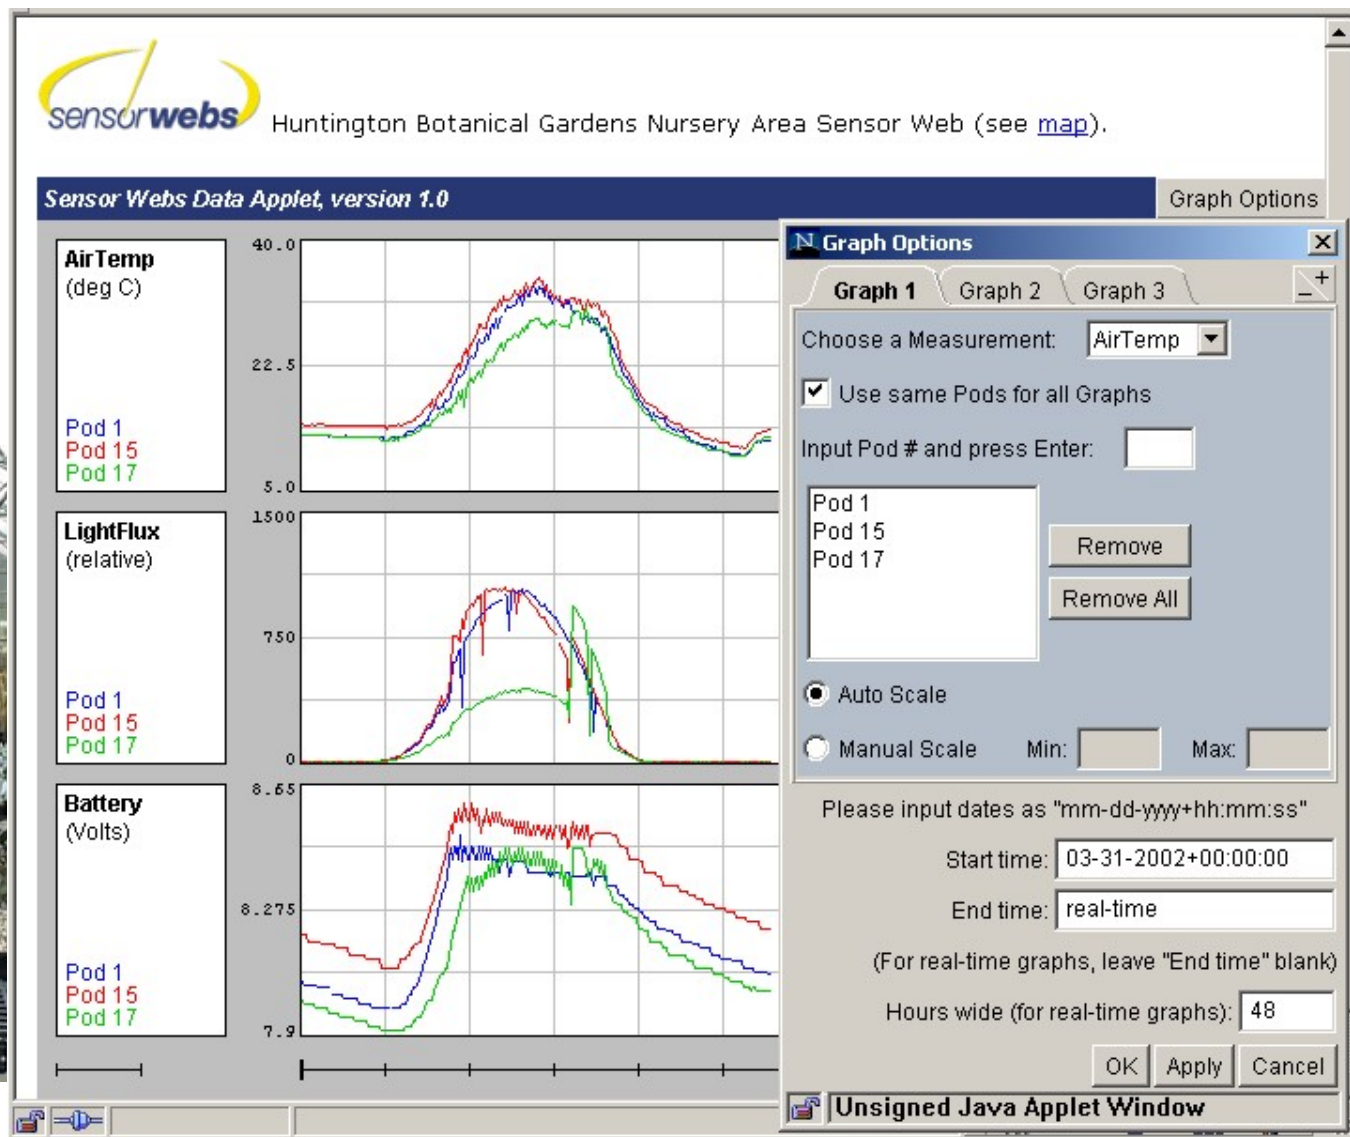 sensorwebs
Huntington Botanical Gardens Nursery Area Sensor Web (see map).
Sensor Webs Data Applet, version 1.0
Graph Options
AirTemp
(deg C)
Pod 1
Pod 15
Pod 17
40.0
22.5
5.0
LightFlux
(relative)
Pod 1
Pod 15
Pod 17
1500
750
0
Battery
(Volts)
Pod 1
Pod 15
Pod 17
8.65
8.275
7.9
N Graph Options
Graph 1 Graph 2 Graph 3
Choose a Measurement: AirTemp
Use same Pods for all Graphs
Input Pod # and press Enter:
Pod 1
Pod 15
Pod 17
Remove
Remove All
Auto Scale
Manual Scale Min: Max:
Please input dates as "mm-dd-yyyy+hh:mm:ss"
Start time: 03-31-2002+00:00:00
End time: real-time
(For real-time graphs, leave "End time" blank)
Hours wide (for real-time graphs): 48
OK Apply Cancel
Unsigned Java Applet Window